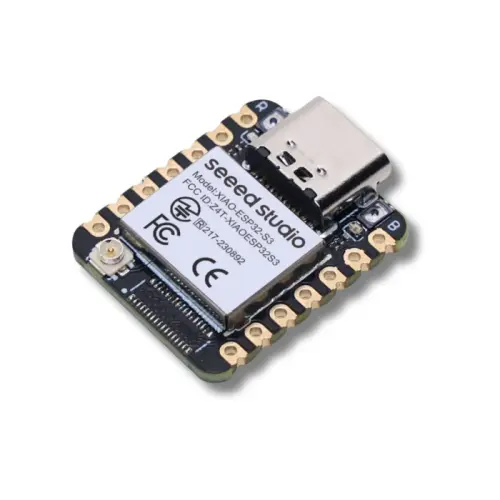 R
B
seeed studio
Model:XIAO-ESP32-S3
FCC ID:Z4T-XIAOESP32S3
R 217-230892
FC CE